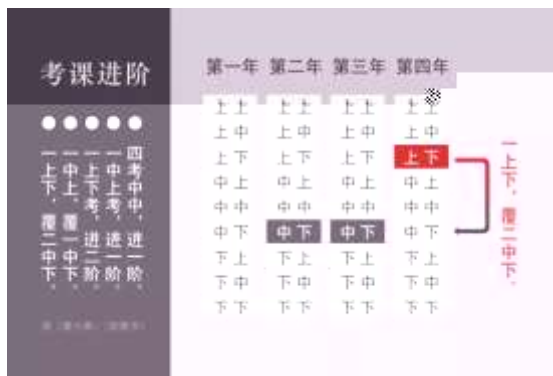 考课进阶
四考中中，进一阶。
一中上考，进一阶。
一上下考，进二阶。
一中上，覆一中下。
一上下，覆二中下。
第一年 第二年 第三年 第四年
上上 上上 上上 上上
上中 上中 上中 上中
上下 上下 上下 上下
中上 中上 中上 中上
中中 中中 中中 中中
中下 中下 中下 中下
下上 下上 下上 下上
下中 下中 下中 下中
下下 下下 下下 下下
一上下，覆二中下。